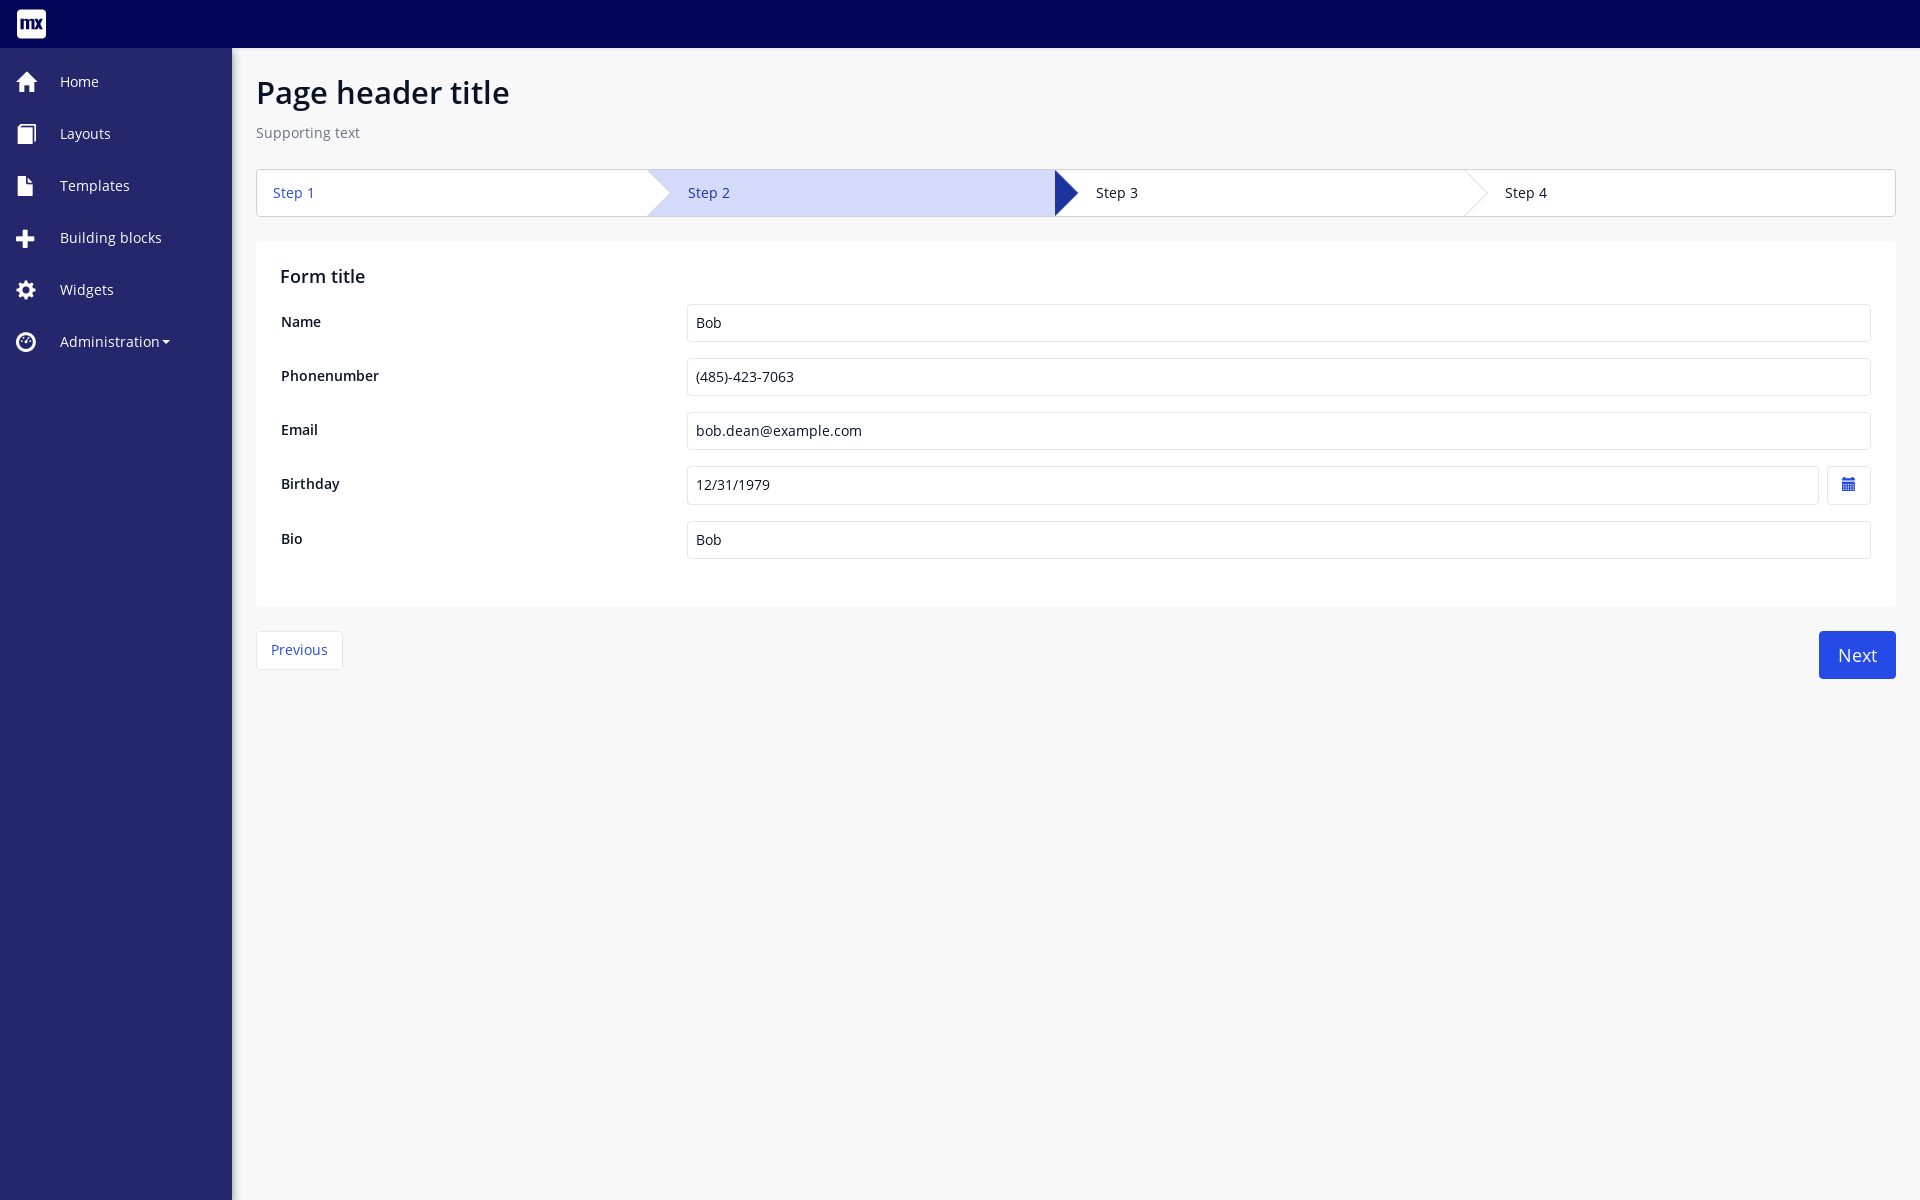 mx
Home
Layouts
Templates
Building blocks
Widgets
Administration
Page header title
Supporting text
Step 1
Step 2
Step 3
Step 4
Form title
Name
Bob
Phonenumber
(485)-423-7063
Email
bob.dean@example.com
Birthday
12/31/1979
Bio
Bob
Previous
Next